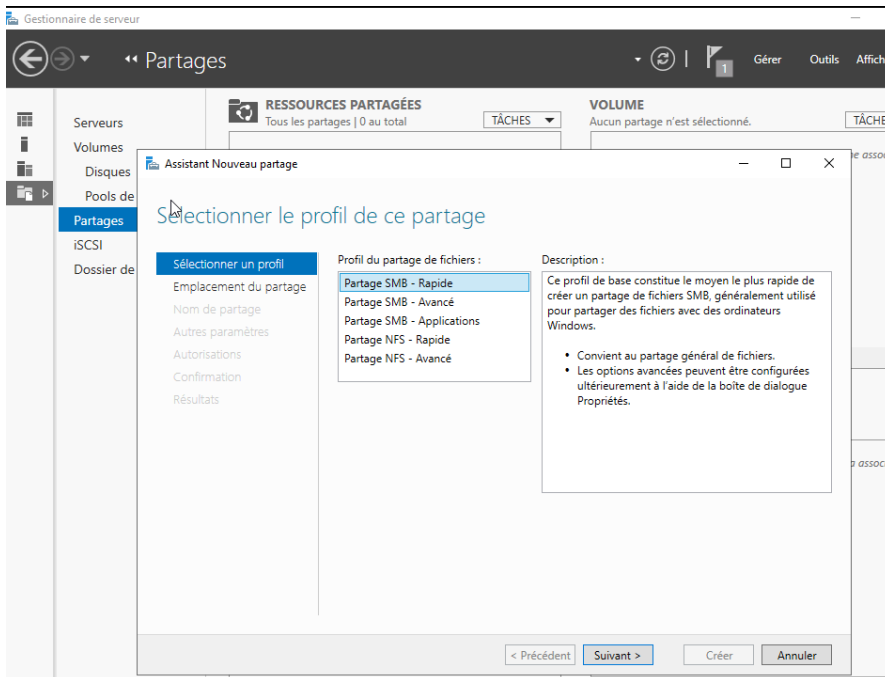 Gestionnaire de serveur
Partages
1
Gérer
Outils
Affich
Serveurs
Volumes
Disques
Pools de
Partages
iSCSI
Dossier de
RESSOURCES PARTAGÉES
Tous les partages | 0 au total
TÂCHES
VOLUME
Aucun partage n'est sélectionné.
TÂCHE
e asso
Assistant Nouveau partage
Sélectionner le profil de ce partage
Sélectionner un profil
Emplacement du partage
Nom de partage
Autres paramètres
Autorisations
Confirmation
Résultats
Profil du partage de fichiers :
Partage SMB - Rapide
Partage SMB - Avancé
Partage SMB - Applications
Partage NFS - Rapide
Partage NFS - Avancé
Description :
Ce profil de base constitue le moyen le plus rapide de
créer un partage de fichiers SMB, généralement utilisé
pour partager des fichiers avec des ordinateurs
Windows.
• Convient au partage général de fichiers.
• Les options avancées peuvent être configurées
ultérieurement à l'aide de la boîte de dialogue
Propriétés.
assoc
< Précédent
Suivant >
Créer
Annuler